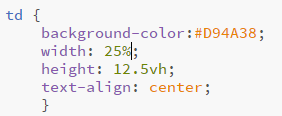 td {
background-color:#D94A38;
width: 25%;
height: 12.5vh;
text-align: center;
}